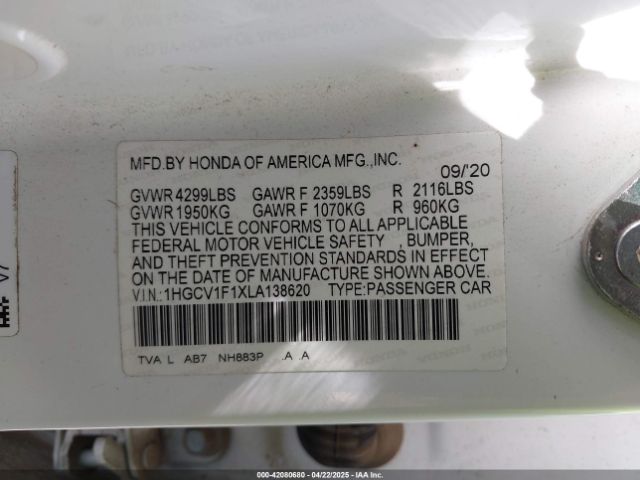 MFD.BY HONDA OF AMERICA MFG.,INC.
09/'20
GVWR 4299LBS GAWR F 2359LBS R 2116LBS
GVWR 1950KG GAWR F 1070KG R 960KG
THIS VEHICLE CONFORMS TO ALL APPLICABLE
FEDERAL MOTOR VEHICLE SAFETY , BUMPER,
AND THEFT PREVENTION STANDARDS IN EFFECT
ON THE DATE OF MANUFACTURE SHOWN ABOVE.
V.I.N.:1HGCV1F1XLA138620 TYPE:PASSENGER CAR
TVA L AB7 NH883P .A .A
V7
000-42080680 - 04/22/2025 - IAA Inc.